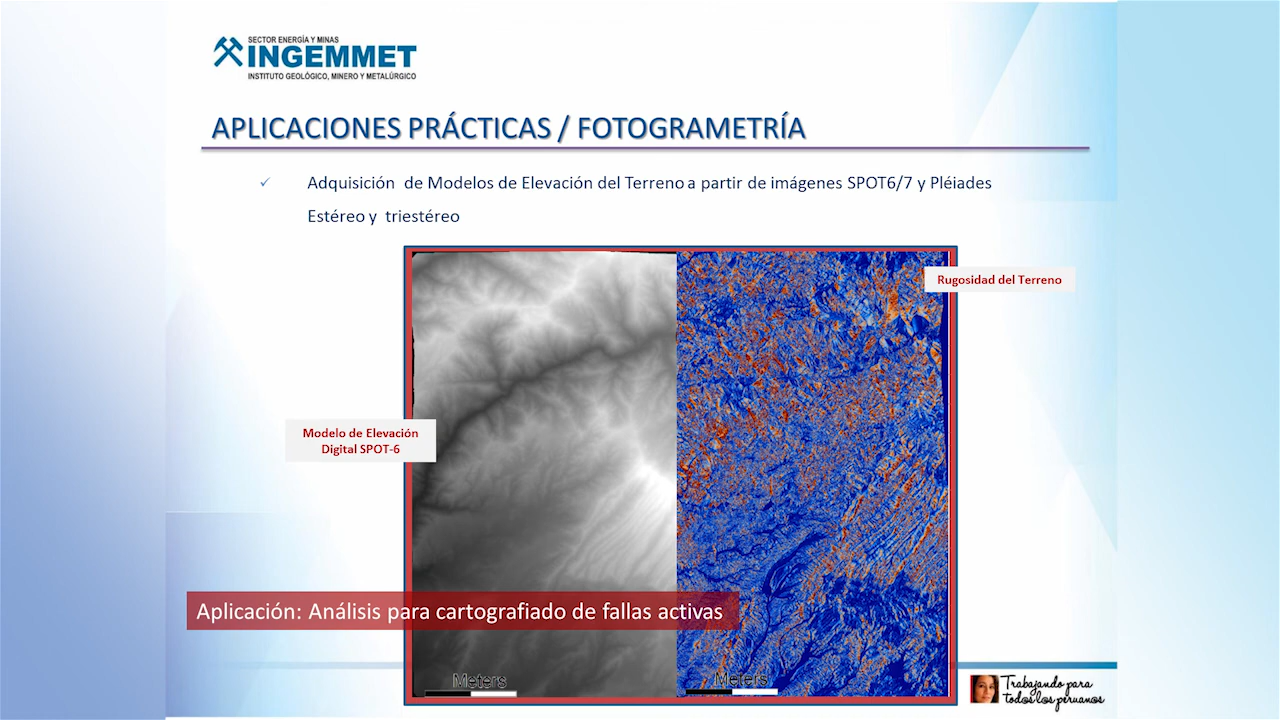 SECTOR ENERGÍA Y MINAS
INGEMMET
INSTITUTO GEOLÓGICO, MINERO Y METALÚRGICO
APLICACIONES PRÁCTICAS / FOTOGRAMETRÍA
✓ Adquisición de Modelos de Elevación del Terreno a partir de imágenes SPOT6/7 y Pléiades
Estéreo y triestéreo
Rugosidad del Terreno
Modelo de Elevación
Digital SPOT-6
Aplicación: Análisis para cartografiado de fallas activas
Meters
Meters
Trabajando para
todos los peruanos